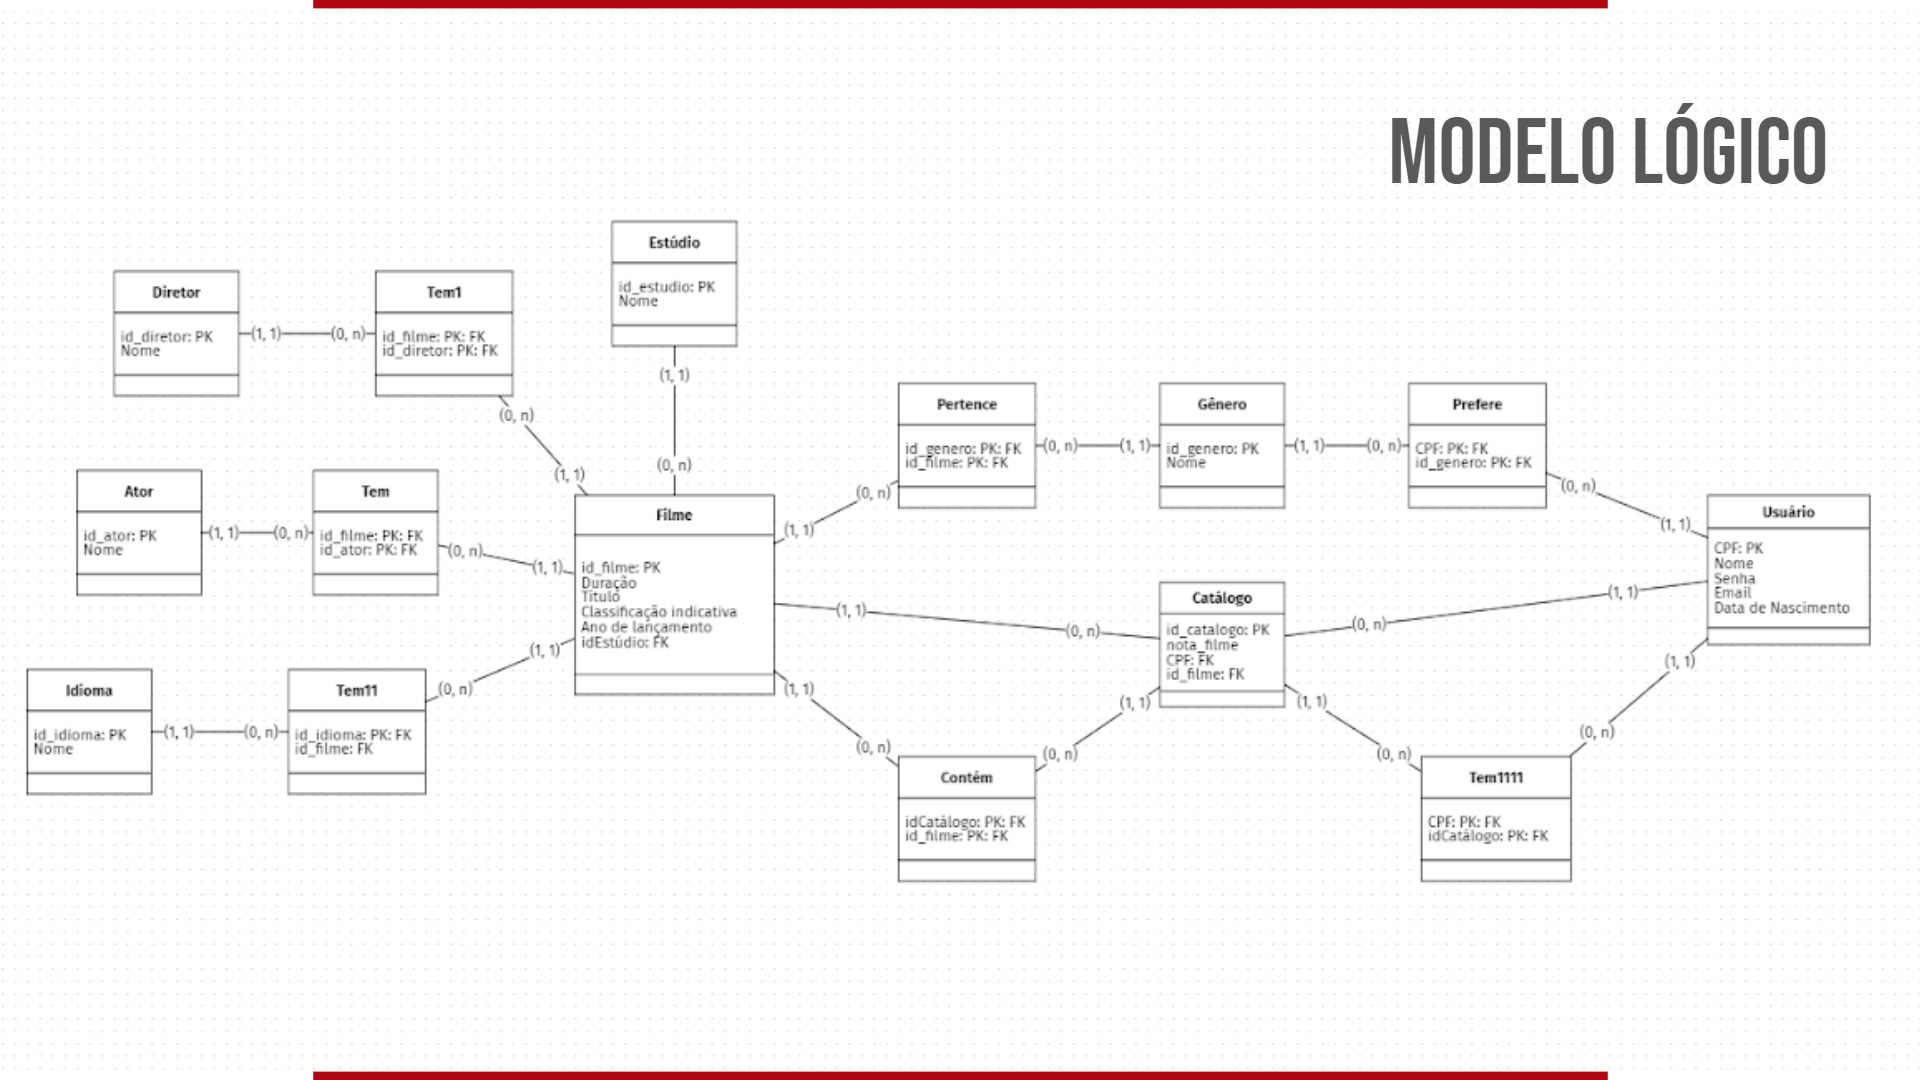 MODELO LÓGICO
Estúdio
id_estudio: PK
Nome
Diretor
id_diretor: PK
Nome
(1, 1)
(0, n)
Tem1
id_filme: PK: FK
id_diretor: PK: FK
(0, n)
(1, 1)
(1, 1)
(0, n)
Ator
id_ator: PK
Nome
(1, 1)
(0, n)
Tem
id_filme: PK: FK
id_ator: PK: FK
(0, n)
(1, 1)
Idioma
id_idioma: PK
Nome
(1, 1)
(0, n)
Tem11
id_idioma: PK: FK
id_filme: FK
(0, n)
(1, 1)
Filme
id_filme: PK
Duração
Título
Classificação indicativa
Ano de lançamento
idEstúdio: FK
(1, 1)
(0, n)
Pertence
id_genero: PK: FK
id_filme: PK: FK
(0, n)
(1, 1)
Gênero
id_genero: PK
Nome
(1, 1)
(0, n)
Prefere
CPF: PK: FK
id_genero: PK: FK
(0, n)
(1, 1)
Usuário
CPF: PK
Nome
Senha
Email
Data de Nascimento
(1, 1)
(0, n)
Catálogo
id_catalogo: PK
nota_filme
CPF: FK
id_filme: FK
(0, n)
(1, 1)
(1, 1)
(0, n)
Contém
idCatálogo: PK: FK
id_filme: PK: FK
(0, n)
(1, 1)
(1, 1)
(0, n)
Tem1111
CPF: PK: FK
idCatálogo: PK: FK
(0, n)
(1, 1)